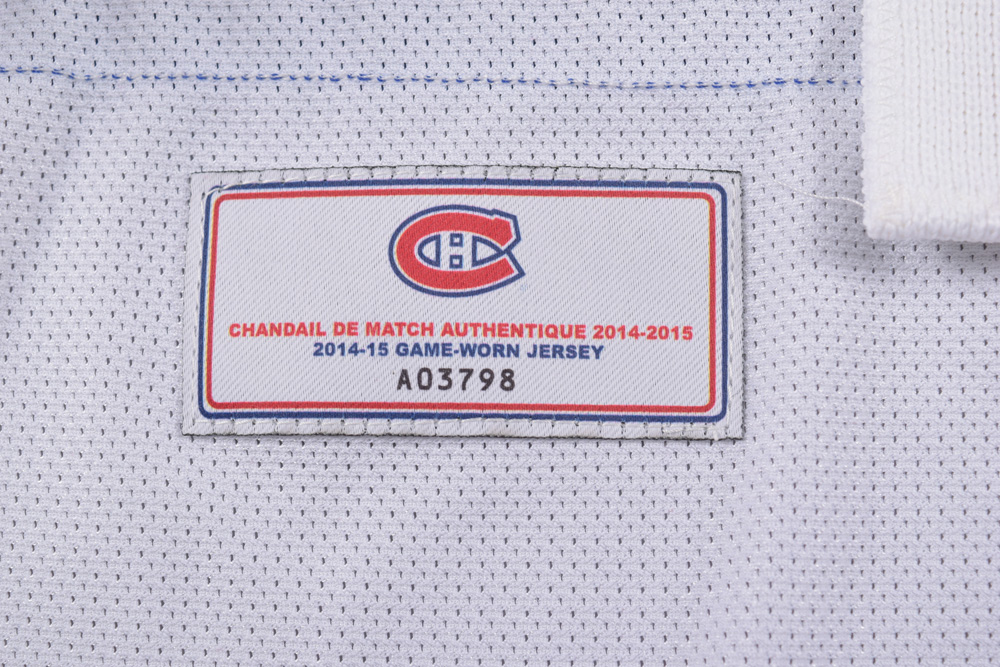 CHANDAIL DE MATCH AUTHENTIQUE 2014-2015
2014-15 GAME-WORN JERSEY
A03798